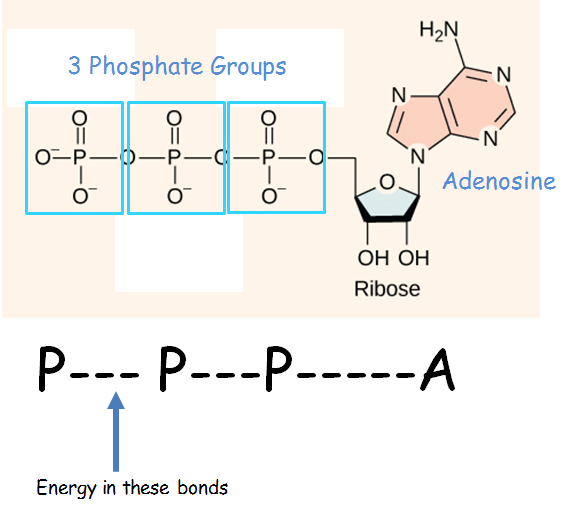 H₂N
3 Phosphate Groups
N
N
O
O
O
N
O⁻—P—O—P—O—P—O
N
Adenosine
O⁻
O⁻
O⁻
O
OH OH
Ribose
P--- P---P-----A
Energy in these bonds